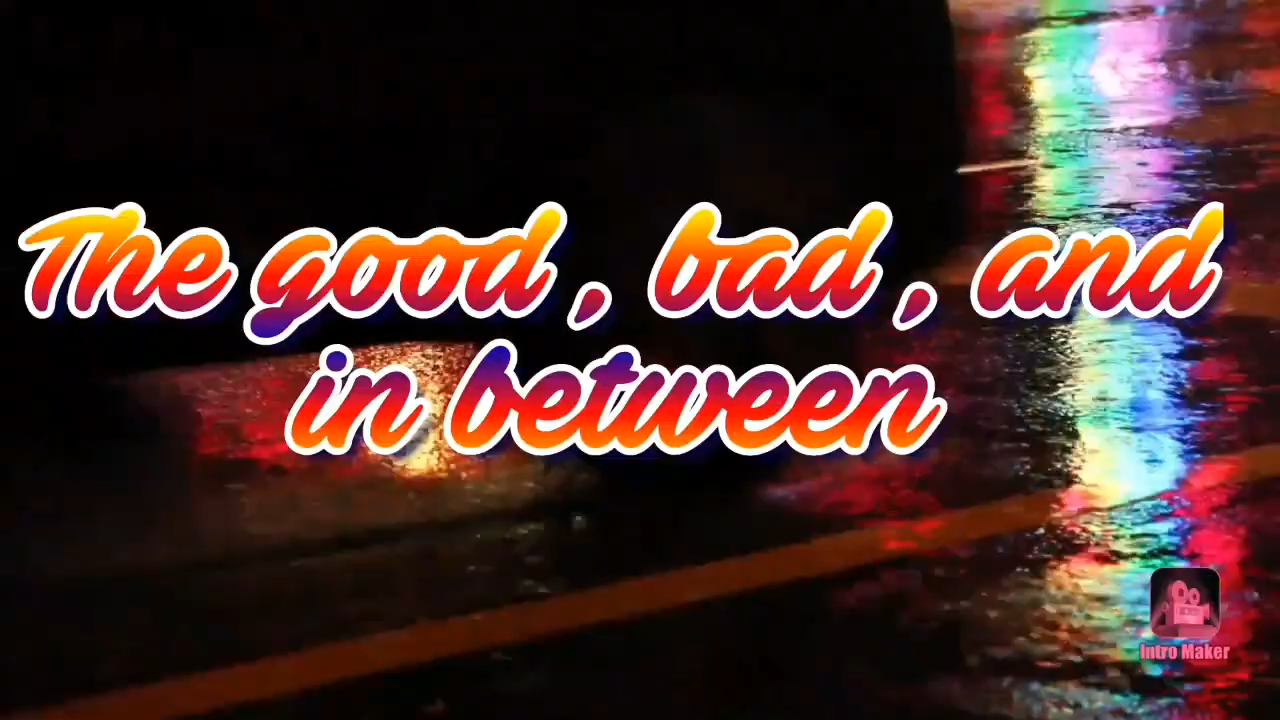 The good , bad , and
in between
Intro Maker